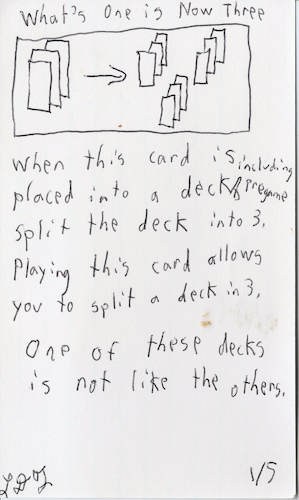 What's One is Now Three
When this card is including
placed into a deck pregame
split the deck into 3.
Playing this card allows
you to split a deck in 3.
One of these decks
is not like the others.
1/5